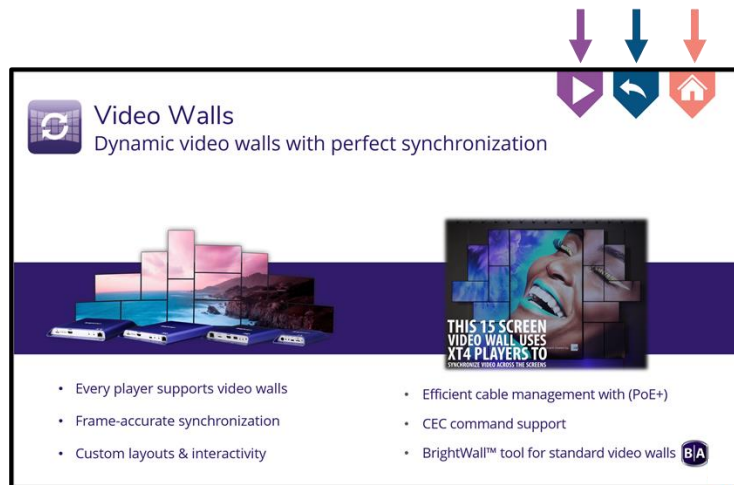 Video Walls
Dynamic video walls with perfect synchronization
THIS 15 SCREEN
VIDEO WALL USES
XT4 PLAYERS TO
SYNCHRONIZE VIDEO ACROSS THE SCREENS
• Every player supports video walls
• Frame-accurate synchronization
• Custom layouts & interactivity
• Efficient cable management with (PoE+)
• CEC command support
• BrightWall™ tool for standard video walls B|A